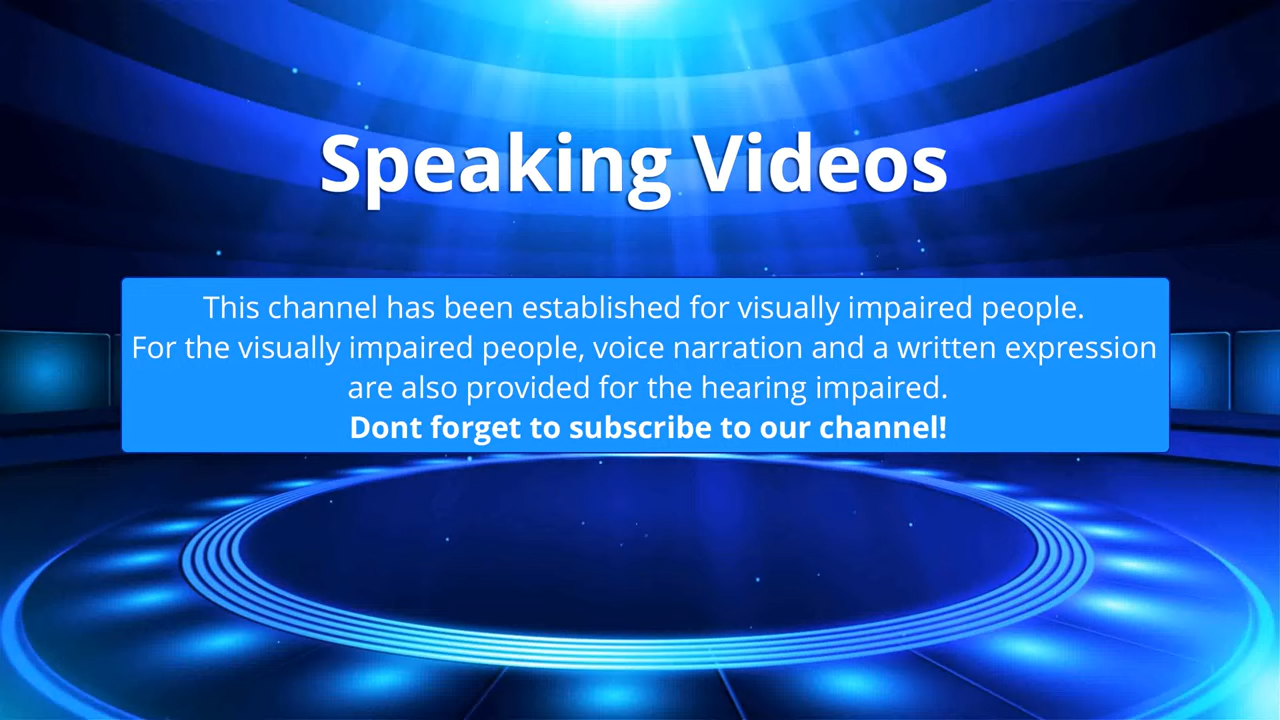 Speaking Videos
This channel has been established for visually impaired people.
For the visually impaired people, voice narration and a written expression
are also provided for the hearing impaired.
Dont forget to subscribe to our channel!